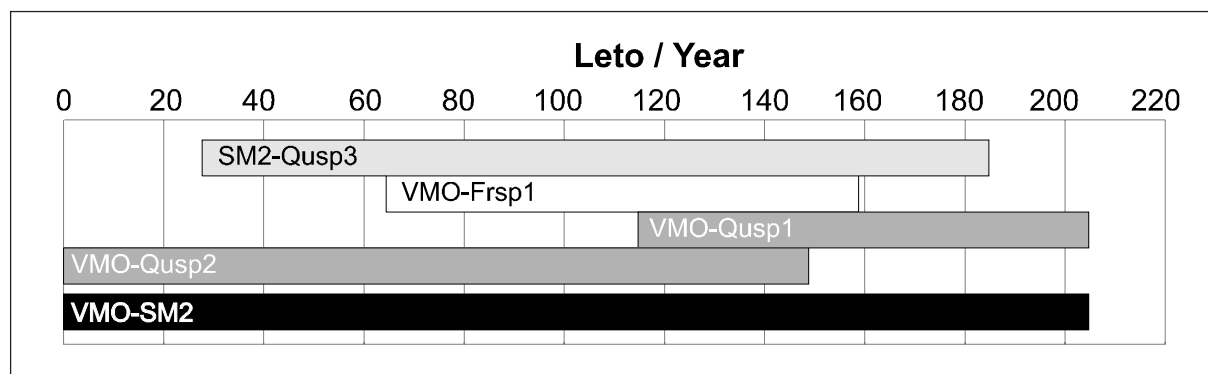 Leto / Year
0 20 40 60 80 100 120 140 160 180 200 220
SM2-Qusp3
VMO-Frsp1
VMO-Qusp1
VMO-Qusp2
VMO-SM2